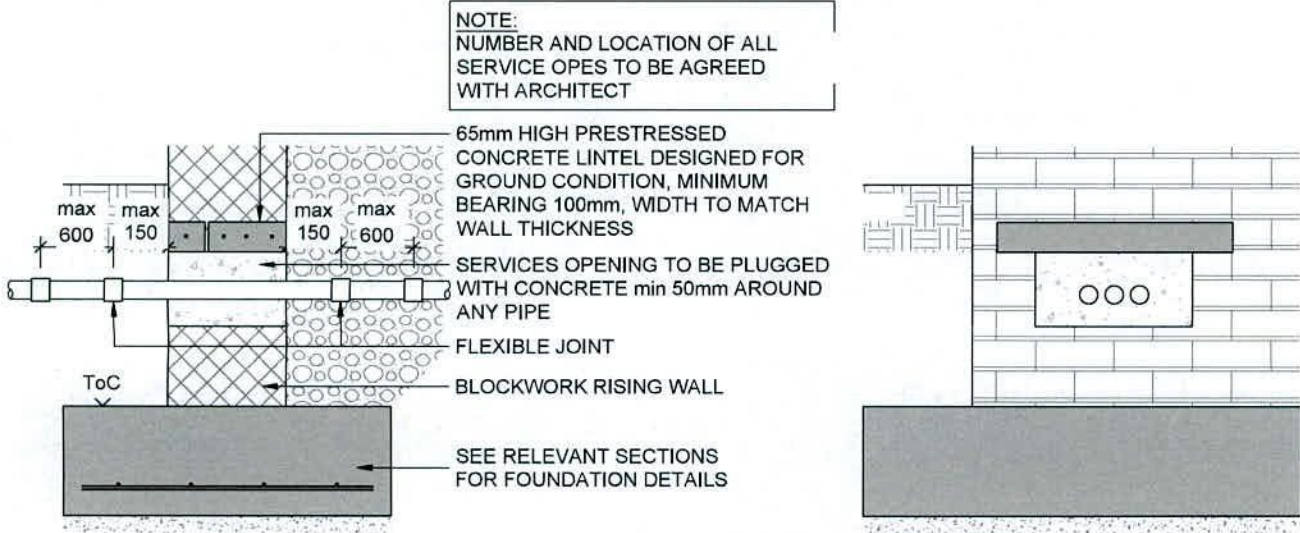 NOTE:
NUMBER AND LOCATION OF ALL
SERVICE OPES TO BE AGREED
WITH ARCHITECT
65mm HIGH PRESTRESSED
CONCRETE LINTEL DESIGNED FOR
GROUND CONDITION, MINIMUM
BEARING 100mm, WIDTH TO MATCH
WALL THICKNESS
max
600
max
150
max
150
max
600
SERVICES OPENING TO BE PLUGGED
WITH CONCRETE min 50mm AROUND
ANY PIPE
FLEXIBLE JOINT
BLOCKWORK RISING WALL
ToC
SEE RELEVANT SECTIONS
FOR FOUNDATION DETAILS